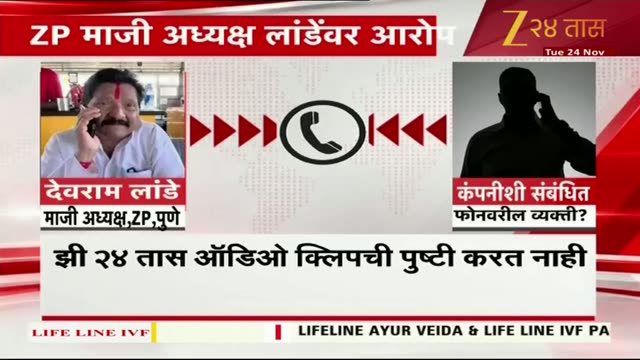 ZP माजी अध्यक्ष लांडेंवर आरोप
Z २४ तास
Tue 24 Nov
देवराम लांडे
माजी अध्यक्ष,ZP,पुणे
कंपनीशी संबंधित
फोनवरील व्यक्ती?
झी २४ तास ऑडिओ क्लिपची पुष्टी करत नाही
LIFE LINE IVF
LIFELINE AYUR VEIDA & LIFE LINE IVF PA